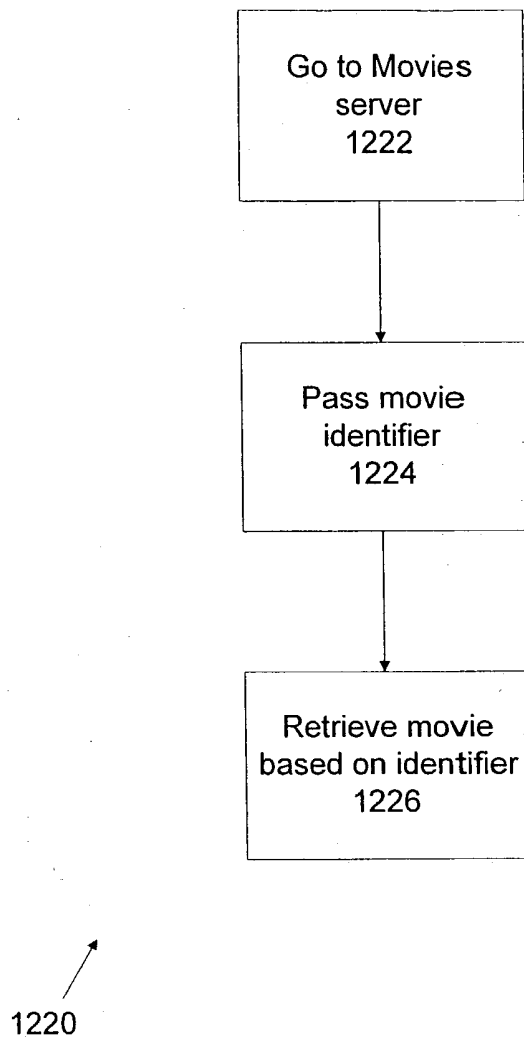 Go to Movies
server
1222
Pass movie
identifier
1224
Retrieve movie
based on identifier
1226
1220